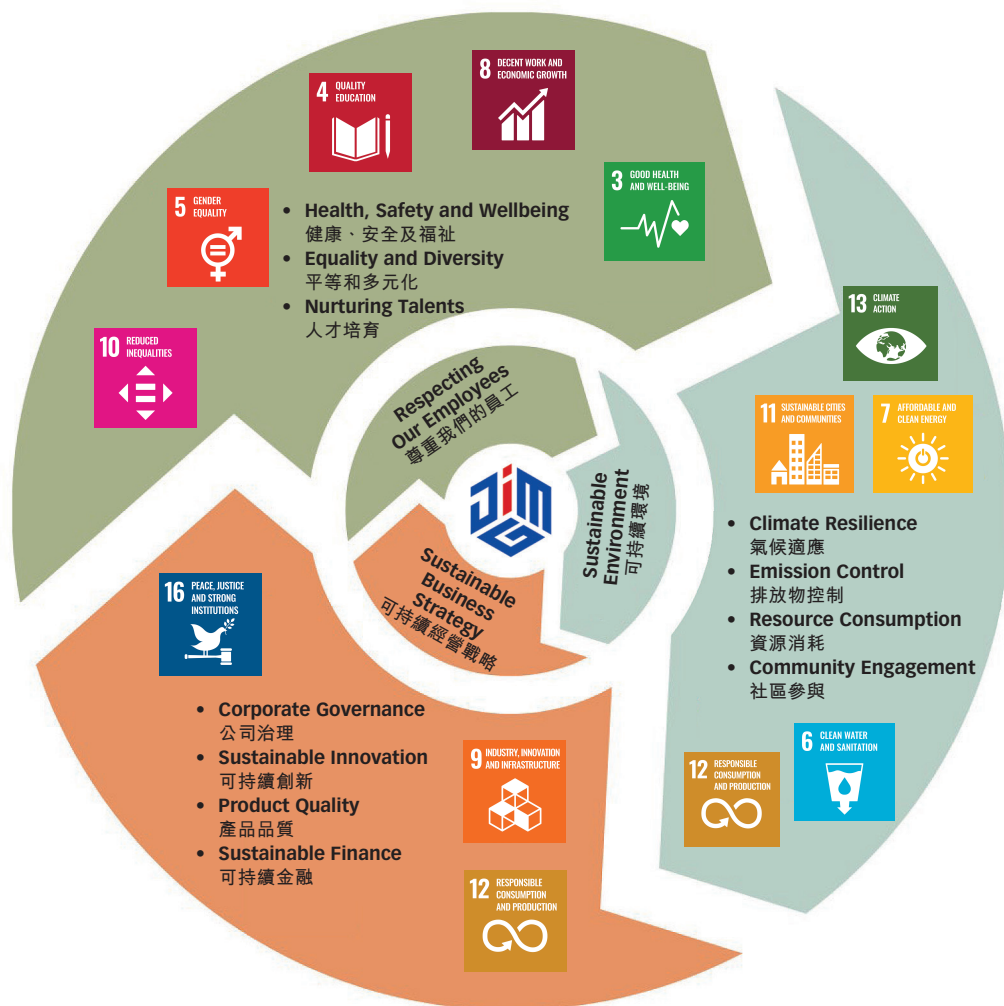 8 DECENT WORK AND
ECONOMIC GROWTH
4 QUALITY
EDUCATION
3 GOOD HEALTH
AND WELL-BEING
5 GENDER
EQUALITY
• Health, Safety and Wellbeing
健康、安全及福祉
• Equality and Diversity
平等和多元化
• Nurturing Talents
人才培育
10 REDUCED
INEQUALITIES
Respecting
Our Employees
尊重我們的員工
13 CLIMATE
ACTION
11 SUSTAINABLE CITIES
AND COMMUNITIES
7 AFFORDABLE AND
CLEAN ENERGY
Sustainable
Environment
可持續環境
JIMG
• Climate Resilience
氣候適應
• Emission Control
排放物控制
• Resource Consumption
資源消耗
• Community Engagement
社區參與
6 CLEAN WATER
AND SANITATION
12 RESPONSIBLE
CONSUMPTION
AND PRODUCTION
Sustainable
Business
Strategy
可持續經營戰略
16 PEACE, JUSTICE
AND STRONG
INSTITUTIONS
• Corporate Governance
公司治理
• Sustainable Innovation
可持續創新
• Product Quality
產品品質
• Sustainable Finance
可持續金融
9 INDUSTRY, INNOVATION
AND INFRASTRUCTURE
12 RESPONSIBLE
CONSUMPTION
AND PRODUCTION